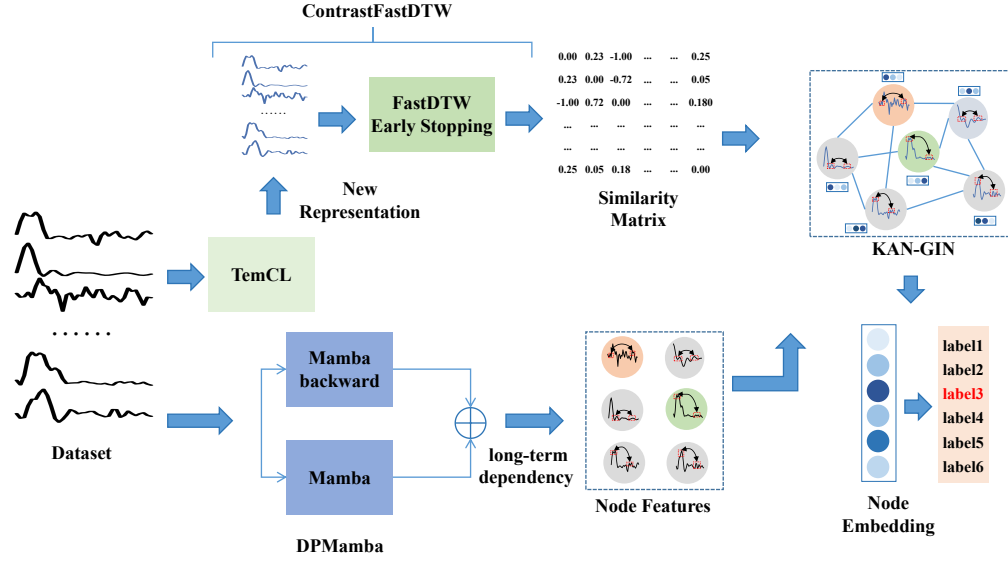 ContrastFastDTW
FastDTW
Early Stopping
New
Representation
0.00 0.23 -1.00 ... ... 0.25
0.23 0.00 -0.72 ... ... 0.05
-1.00 0.72 0.00 ... ... 0.180
... ... ... ... ... ...
... ... ... ... ... ...
0.25 0.05 0.18 ... ... 0.00
Similarity
Matrix
KAN-GIN
TemCL
......
......
Dataset
Mamba
backward
Mamba
DPMamba
long-term
dependency
Node Features
label1
label2
label3
label4
label5
label6
Node
Embedding